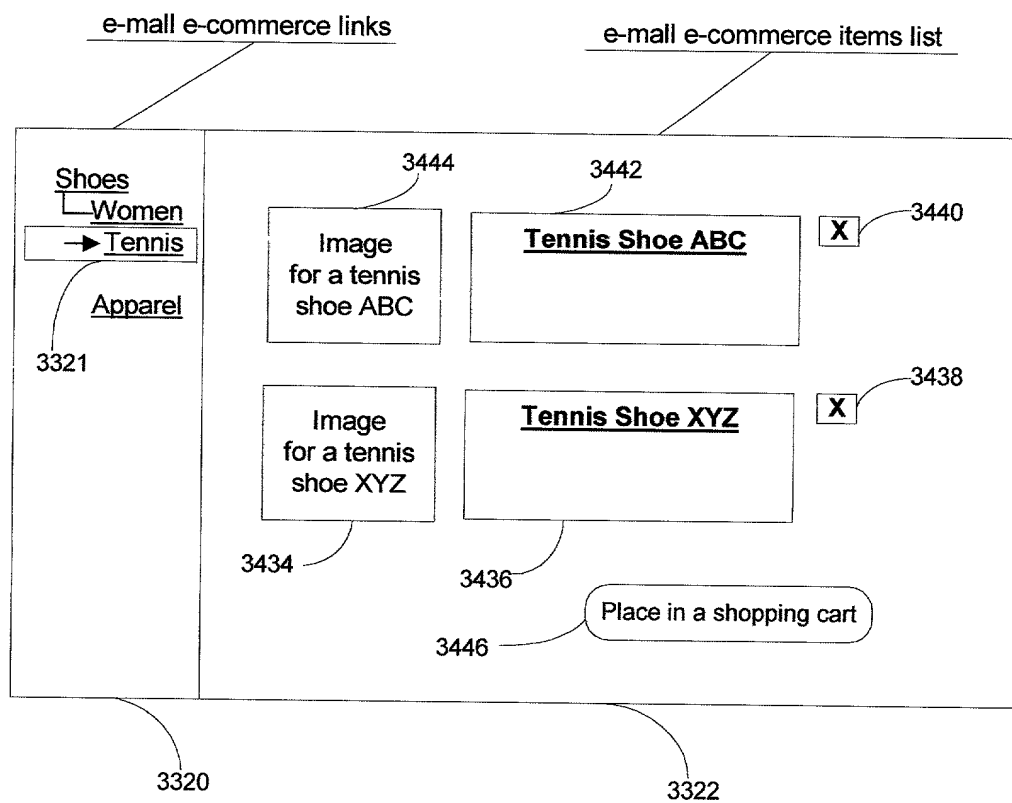 e-mall e-commerce links
e-mall e-commerce items list
3444
3442
3440
Shoes
Women
Tennis
Apparel
3321
Image
for a tennis
shoe ABC
Tennis Shoe ABC
X
3438
Image
for a tennis
shoe XYZ
Tennis Shoe XYZ
X
3434
3436
Place in a shopping cart
3446
3320
3322